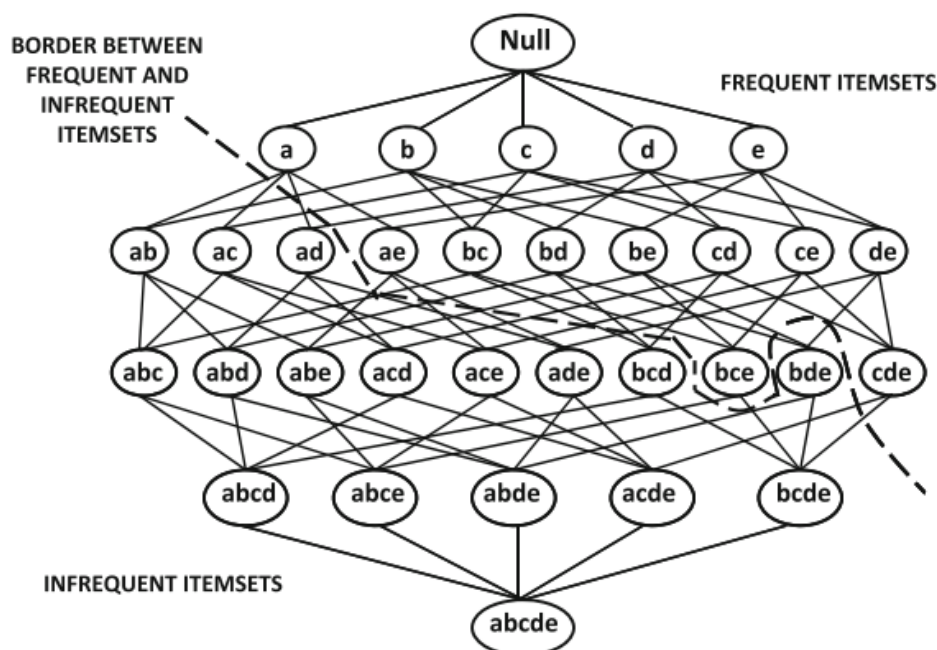 Null
BORDER BETWEEN
FREQUENT AND
INFREQUENT
ITEMSETS
FREQUENT ITEMSETS
a b c d e
ab ac ad ae bc bd be cd ce de
abc abd abe acd ace ade bcd bce bde cde
abcd abce abde acde bcde
INFREQUENT ITEMSETS
abcde